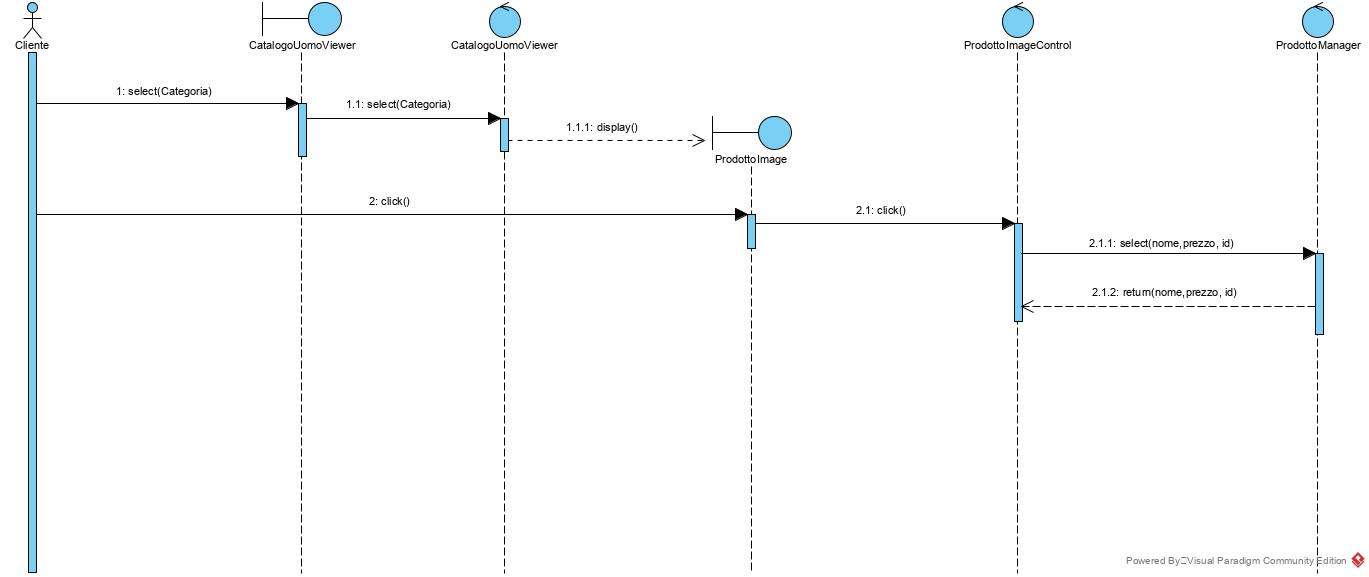 Cliente
CatalogoUomoViewer
CatalogoUomoViewer
ProdottoImageControl
ProdottoManager
1: select(Categoria)
1.1: select(Categoria)
1.1.1: display()
ProdottoImage
2: click()
2.1: click()
2.1.1: select(nome,prezzo, id)
2.1.2: return(nome,prezzo, id)
Powered By Visual Paradigm Community Edition